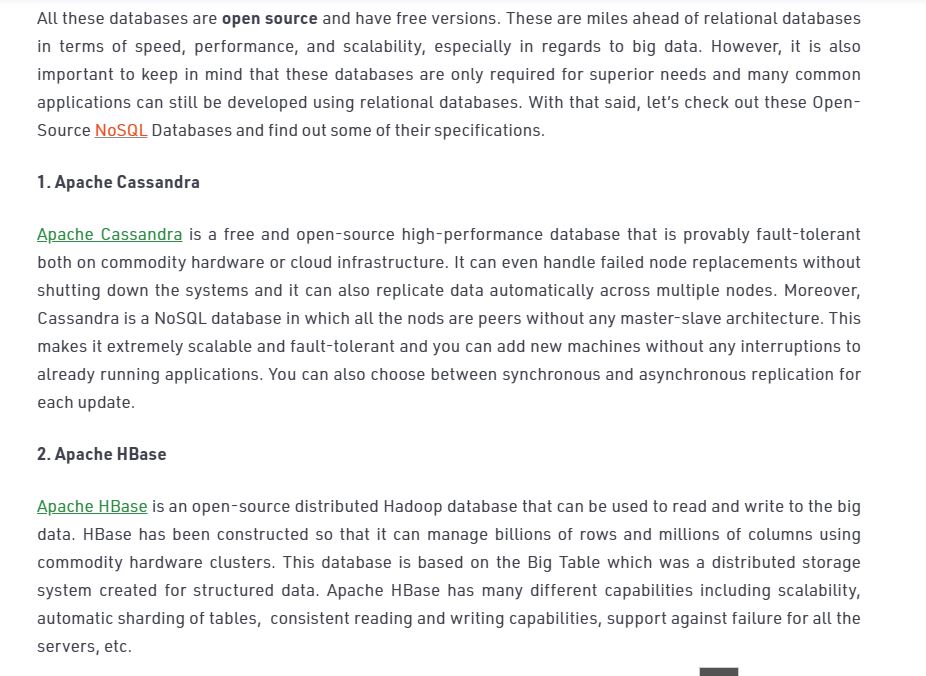 All these databases are open source and have free versions. These are miles ahead of relational databases
in terms of speed, performance, and scalability, especially in regards to big data. However, it is also
important to keep in mind that these databases are only required for superior needs and many common
applications can still be developed using relational databases. With that said, let's check out these Open-
Source NoSQL Databases and find out some of their specifications.
1. Apache Cassandra
Apache Cassandra is a free and open-source high-performance database that is provably fault-tolerant
both on commodity hardware or cloud infrastructure. It can even handle failed node replacements without
shutting down the systems and it can also replicate data automatically across multiple nodes. Moreover,
Cassandra is a NoSQL database in which all the nods are peers without any master-slave architecture. This
makes it extremely scalable and fault-tolerant and you can add new machines without any interruptions to
already running applications. You can also choose between synchronous and asynchronous replication for
each update.
2. Apache HBase
Apache HBase is an open-source distributed Hadoop database that can be used to read and write to the big
data. HBase has been constructed so that it can manage billions of rows and millions of columns using
commodity hardware clusters. This database is based on the Big Table which was a distributed storage
system created for structured data. Apache HBase has many different capabilities including scalability,
automatic sharding of tables, consistent reading and writing capabilities, support against failure for all the
servers, etc.